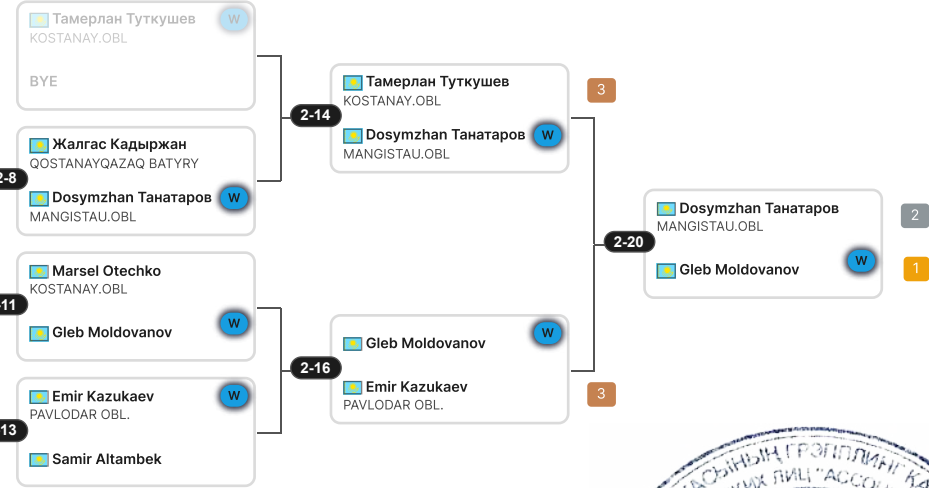 Тамерлан Туткушев W
KOSTANAY.OBL
BYE
2-8
Жалгас Кадыржан
QOSTANAYQAZAQ BATYRY
Dosymzhan Танатаров W
MANGISTAU.OBL
11
Marsel Otechko
KOSTANAY.OBL
Gleb Moldovanov W
13
Emir Kazukaev W
PAVLODAR OBL.
Samir Altambek
2-14
Тамерлан Туткушев
KOSTANAY.OBL
Dosymzhan Танатаров W
MANGISTAU.OBL
3
2-16
Gleb Moldovanov W
Emir Kazukaev
PAVLODAR OBL.
3
2-20
Dosymzhan Танатаров
MANGISTAU.OBL
2
Gleb Moldovanov W
1
ГРЭППЛИНГ
ЛИЦ "АССОЦ